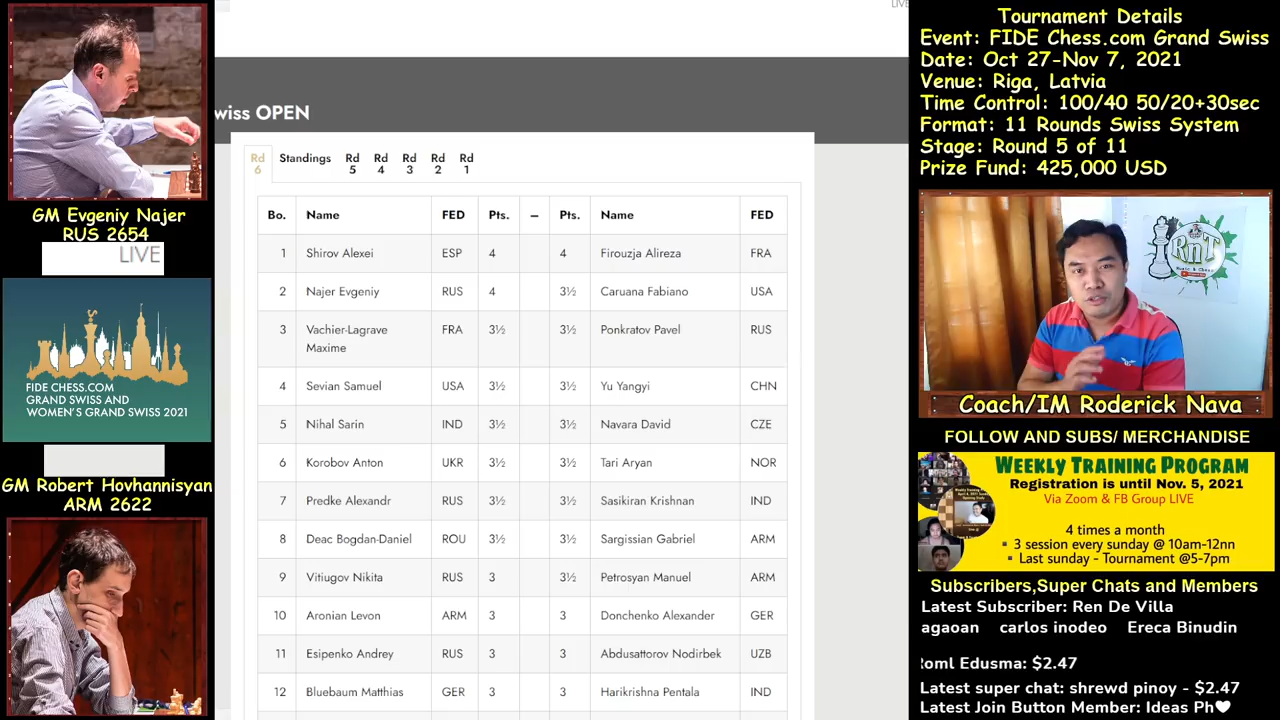 GM Evgeniy Najer
RUS 2654
LIVE
FIDE CHESS.COM
GRAND SWISS AND
WOMEN'S GRAND SWISS 2021
GM Robert Hovhannisyan
ARM 2622
LIVE
wiss OPEN
Rd 6 Standings Rd 5 Rd 4 Rd 3 Rd 2 Rd 1
Bo. Name FED Pts. – Pts. Name FED
1 Shirov Alexei ESP 4 4 Firouzja Alireza FRA
2 Najer Evgeniy RUS 4 3½ Caruana Fabiano USA
3 Vachier-Lagrave Maxime FRA 3½ 3½ Ponkratov Pavel RUS
4 Sevian Samuel USA 3½ 3½ Yu Yangyi CHN
5 Nihal Sarin IND 3½ 3½ Navara David CZE
6 Korobov Anton UKR 3½ 3½ Tari Aryan NOR
7 Predke Alexandr RUS 3½ 3½ Sasikiran Krishnan IND
8 Deac Bogdan-Daniel ROU 3½ 3½ Sargissian Gabriel ARM
9 Vitiugov Nikita RUS 3 3½ Petrosyan Manuel ARM
10 Aronian Levon ARM 3 3 Donchenko Alexander GER
11 Esipenko Andrey RUS 3 3 Abdusattorov Nodirbek UZB
12 Bluebaum Matthias GER 3 3 Harikrishna Pentala IND
Tournament Details
Event: FIDE Chess.com Grand Swiss
Date: Oct 27-Nov 7, 2021
Venue: Riga, Latvia
Time Control: 100/40 50/20+30sec
Format: 11 Rounds Swiss System
Stage: Round 5 of 11
Prize Fund: 425,000 USD
RnT
Coach/IM Roderick Nava
FOLLOW AND SUBS/ MERCHANDISE
WEEKLY TRAINING PROGRAM
Registration is until Nov. 5, 2021
Via Zoom & FB Group LIVE
4 times a month
▪ 3 session every sunday @ 10am-12nn
▪ Last sunday - Tournament @5-7pm
Subscribers,Super Chats and Members
Latest Subscriber: Ren De Villa
agaoan carlos inodeo Ereca Binudin
Edusma: $2.47
Latest super chat: shrewd pinoy - $2.47
Latest Join Button Member: Ideas Ph🖤